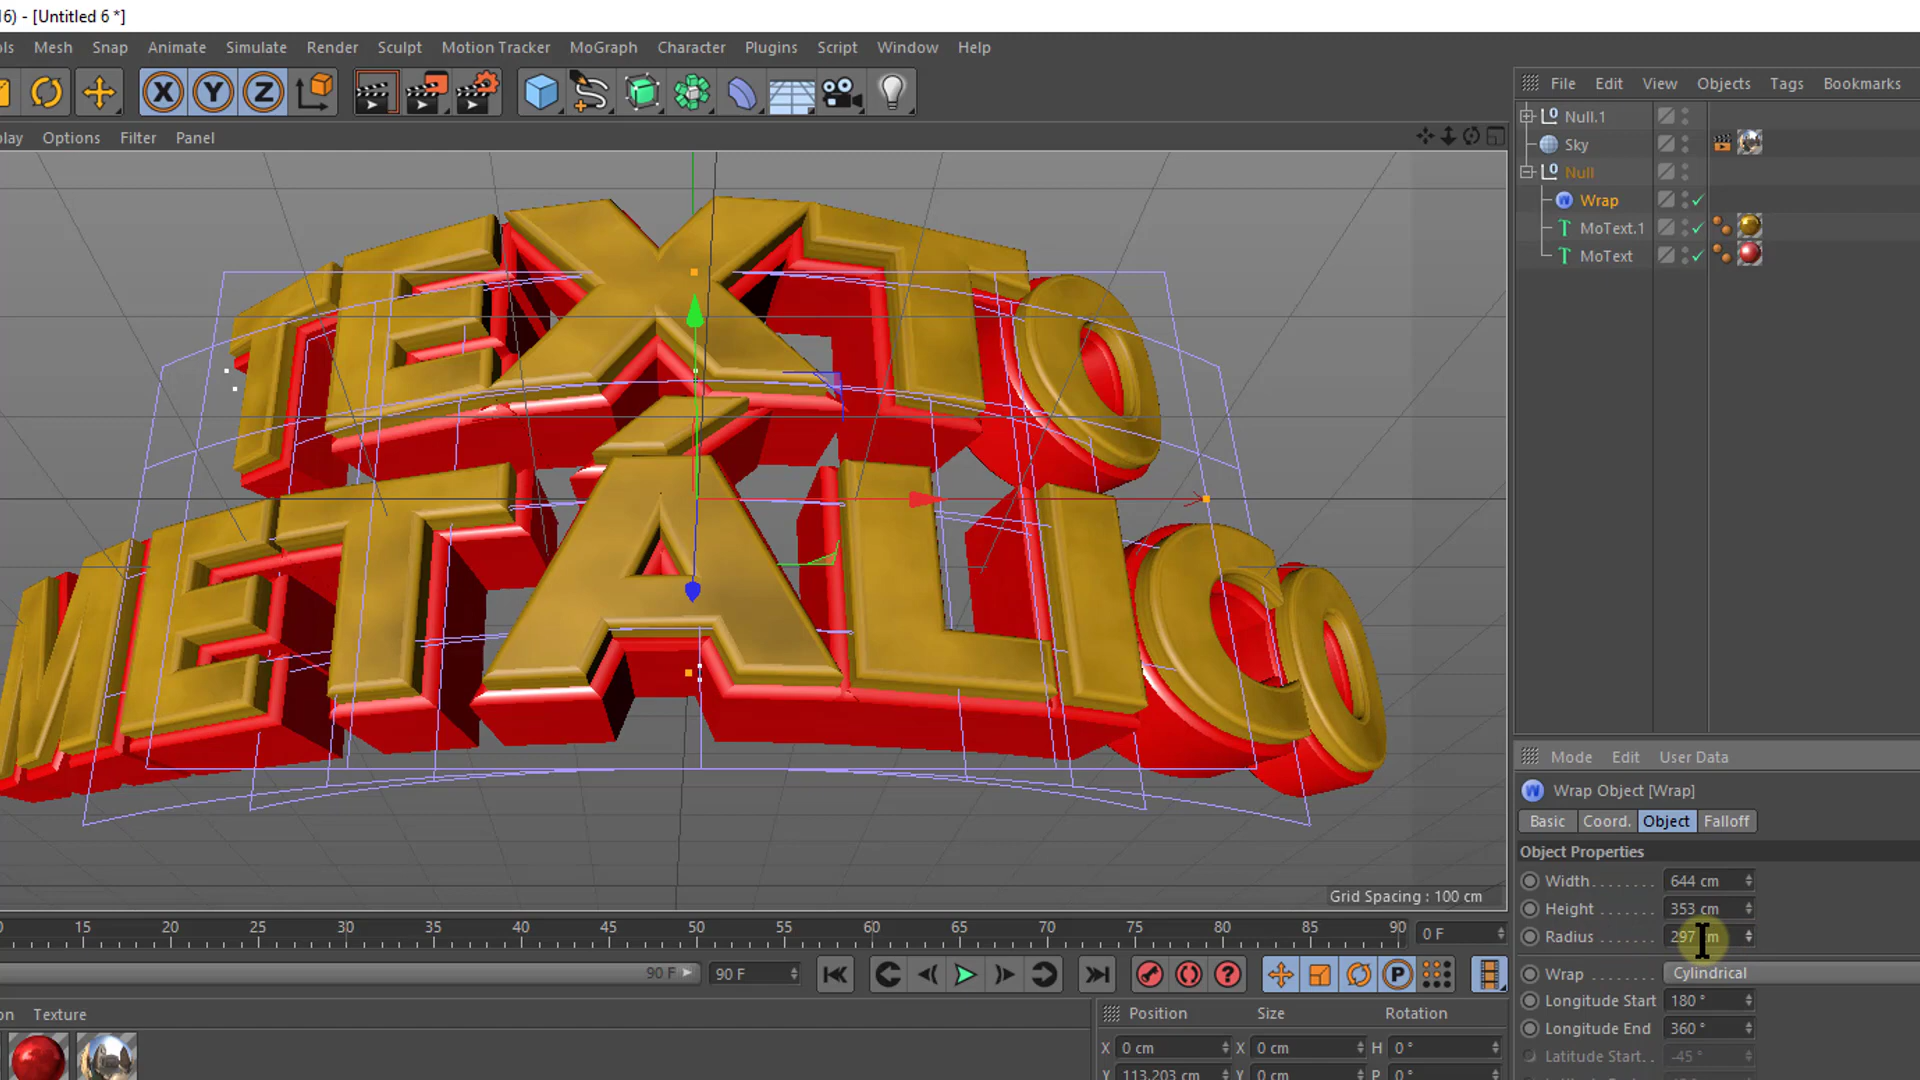 16) - [Untitled 6 *]
ols Mesh Snap Animate Simulate Render Sculpt Motion Tracker MoGraph Character Plugins Script Window Help
X Y Z
File Edit View Objects Tags Bookmarks
play Options Filter Panel
Null.1
Sky
Null
Wrap
MoText.1
MoText
TEXTO
METÁLICO
Grid Spacing : 100 cm
Mode Edit User Data
Wrap Object [Wrap]
Basic Coord. Object Falloff
Object Properties
Width 644 cm
Height 353 cm
Radius 297 cm
Wrap Cylindrical
Longitude Start 180 °
Longitude End 360 °
Latitude Start -45 °
15 20 25 30 35 40 45 50 55 60 65 70 75 80 85 90 0 F
90 F 90 F
on Texture
Position Size Rotation
X 0 cm X 0 cm H 0 °
Y 113.203 cm Y 0 cm P 0 °